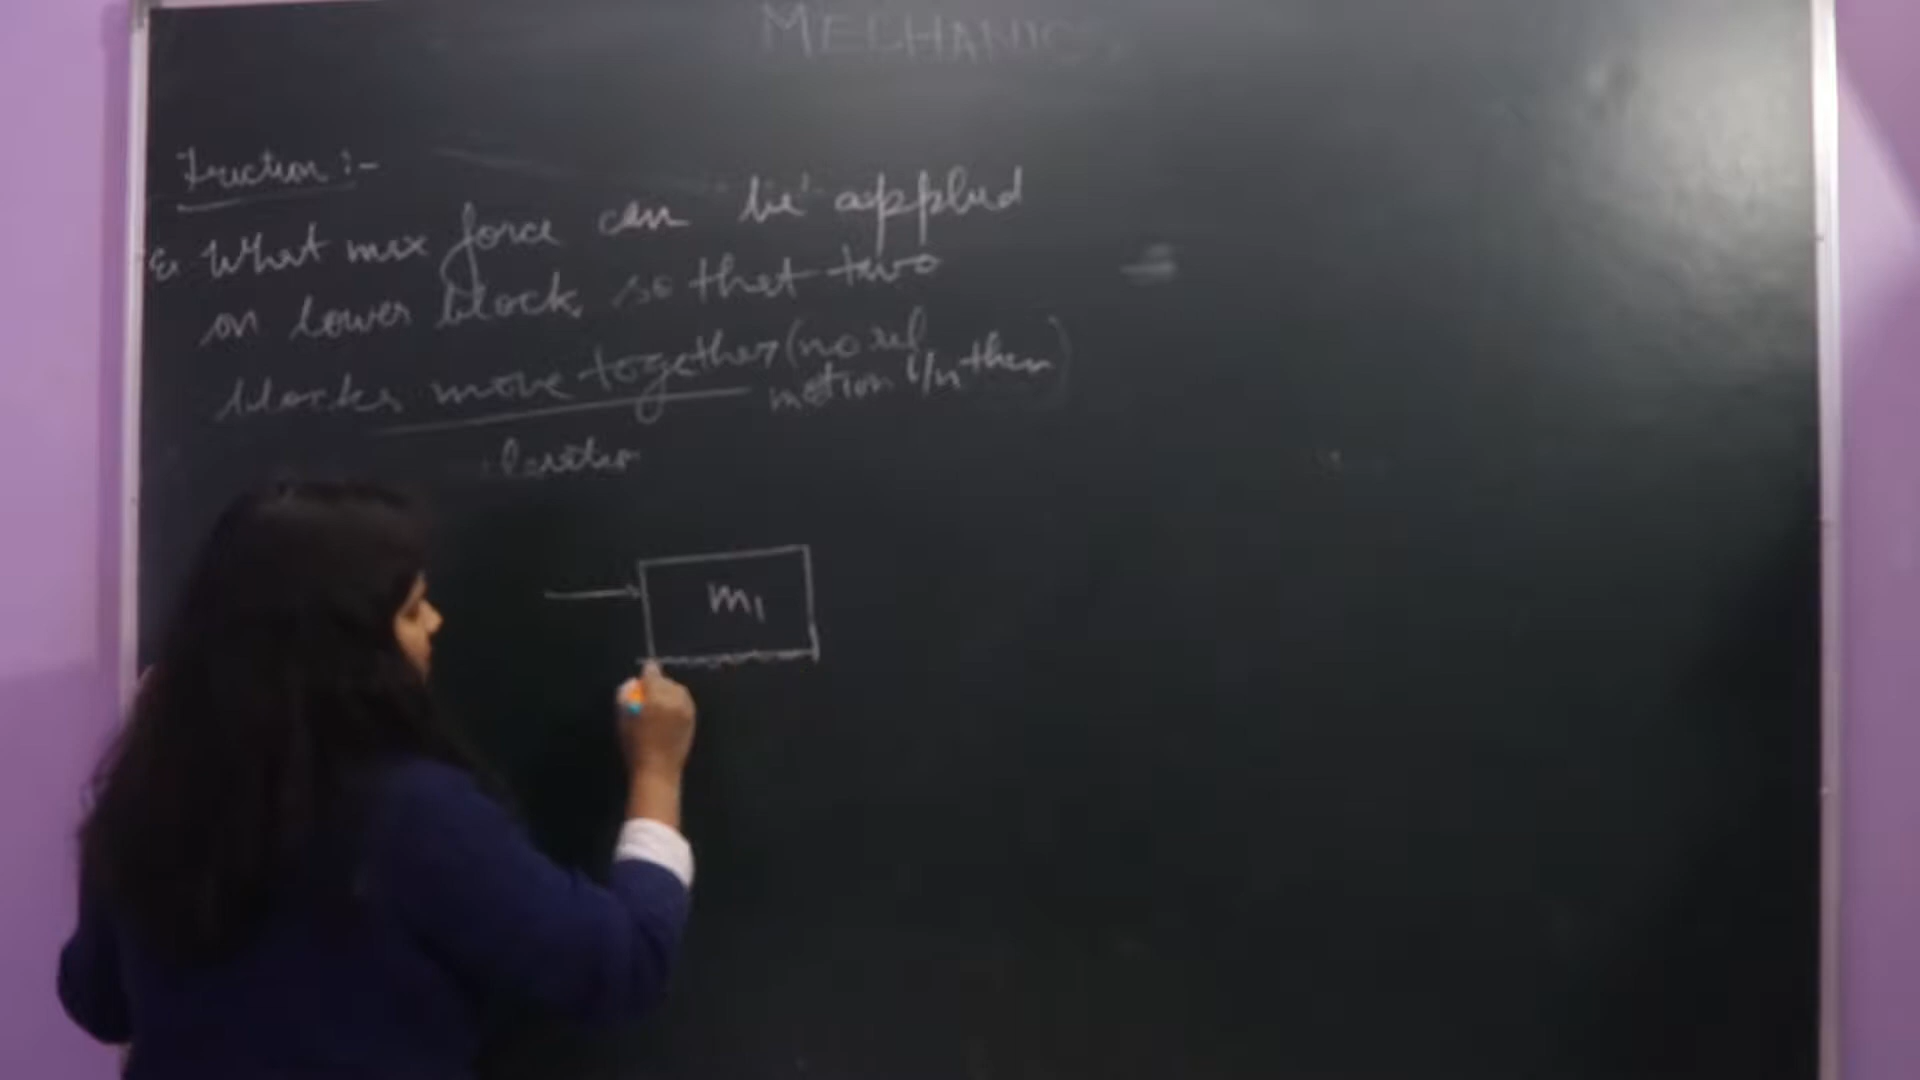 MECHANICS
Friction :-
Q. What max force can be applied
on lower block, so that two
blocks move together (no rel
motion b/n them)
m₁